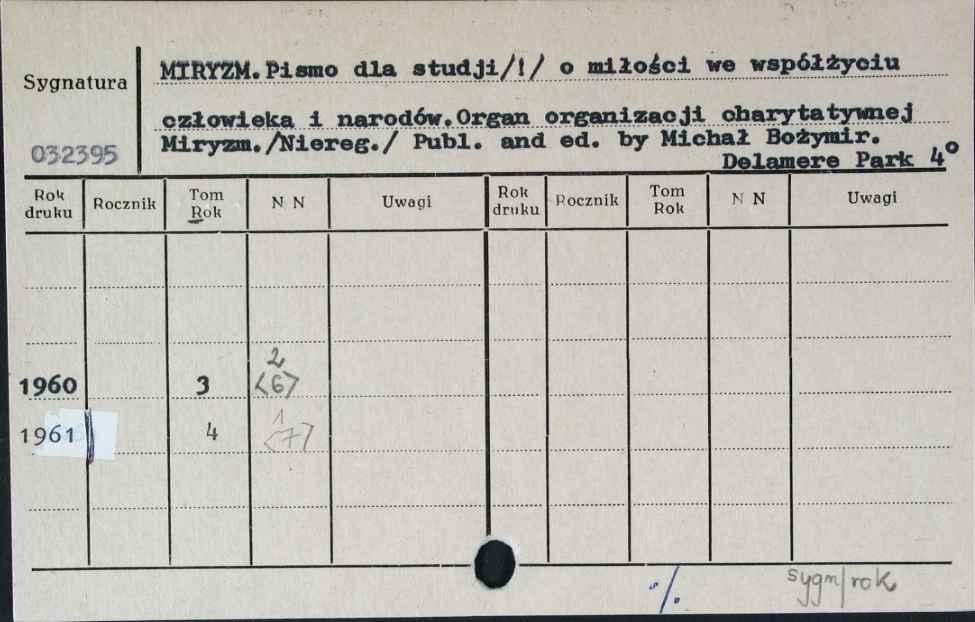 Sygnatura
032395
MIRYZM.Pismo dla studji/!/ o miłości we współżyciu
człowieka i narodów.Organ organizacji charytatywnej
Miryzm./Niereg./ Publ. and ed. by Michał Bożymir.
Delamere Park 4°
Rok druku Rocznik Tom Rok N N Uwagi Rok druku Rocznik Tom Rok N N Uwagi
2
1960 3 <6>
1
1961 4 <7>
%. sygn/rok